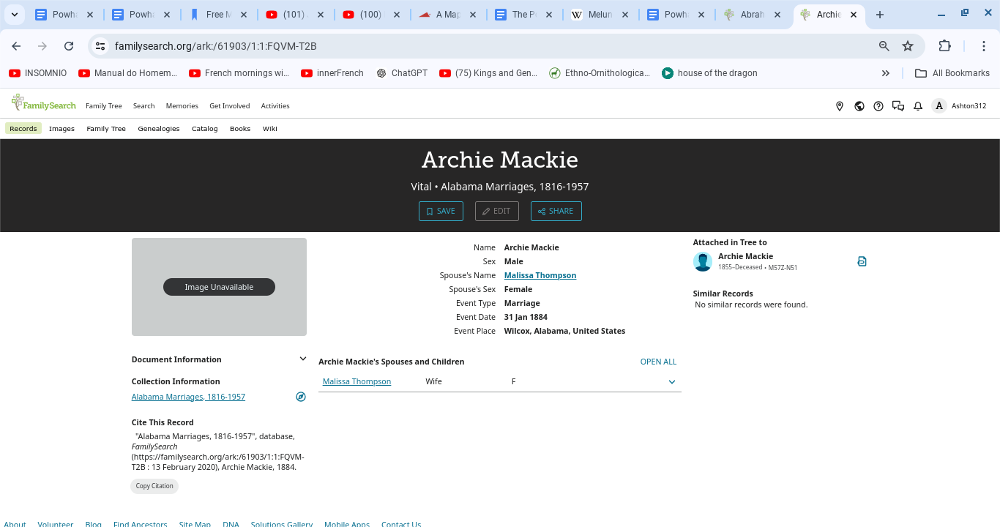 Powha
Powha
Free M
(101)
(100)
A Map
The P
Melun
Powha
Abrah
Archie
familysearch.org/ark:/61903/1:1:FQVM-T2B
INSOMNIO
Manual do Homem...
French mornings wi...
innerFrench
ChatGPT
(75) Kings and Gen...
Ethno-Ornithologica...
house of the dragon
All Bookmarks
FamilySearch
Family Tree
Search
Memories
Get Involved
Activities
A
Ashton312
Records
Images
Family Tree
Genealogies
Catalog
Books
Wiki
Archie Mackie
Vital • Alabama Marriages, 1816-1957
SAVE
EDIT
SHARE
Image Unavailable
Name Archie Mackie
Sex Male
Spouse's Name Malissa Thompson
Spouse's Sex Female
Event Type Marriage
Event Date 31 Jan 1884
Event Place Wilcox, Alabama, United States
Attached in Tree to
Archie Mackie
1855–Deceased • M57Z-N51
Similar Records
No similar records were found.
Document Information
Collection Information
Alabama Marriages, 1816-1957
Cite This Record
"Alabama Marriages, 1816-1957", database,
FamilySearch
(https://familysearch.org/ark:/61903/1:1:FQVM-
T2B : 13 February 2020), Archie Mackie, 1884.
Copy Citation
Archie Mackie's Spouses and Children
OPEN ALL
Malissa Thompson Wife F
About
Volunteer
Blog
Find Ancestors
Site Map
DNA
Solutions Gallery
Mobile Apps
Contact Us